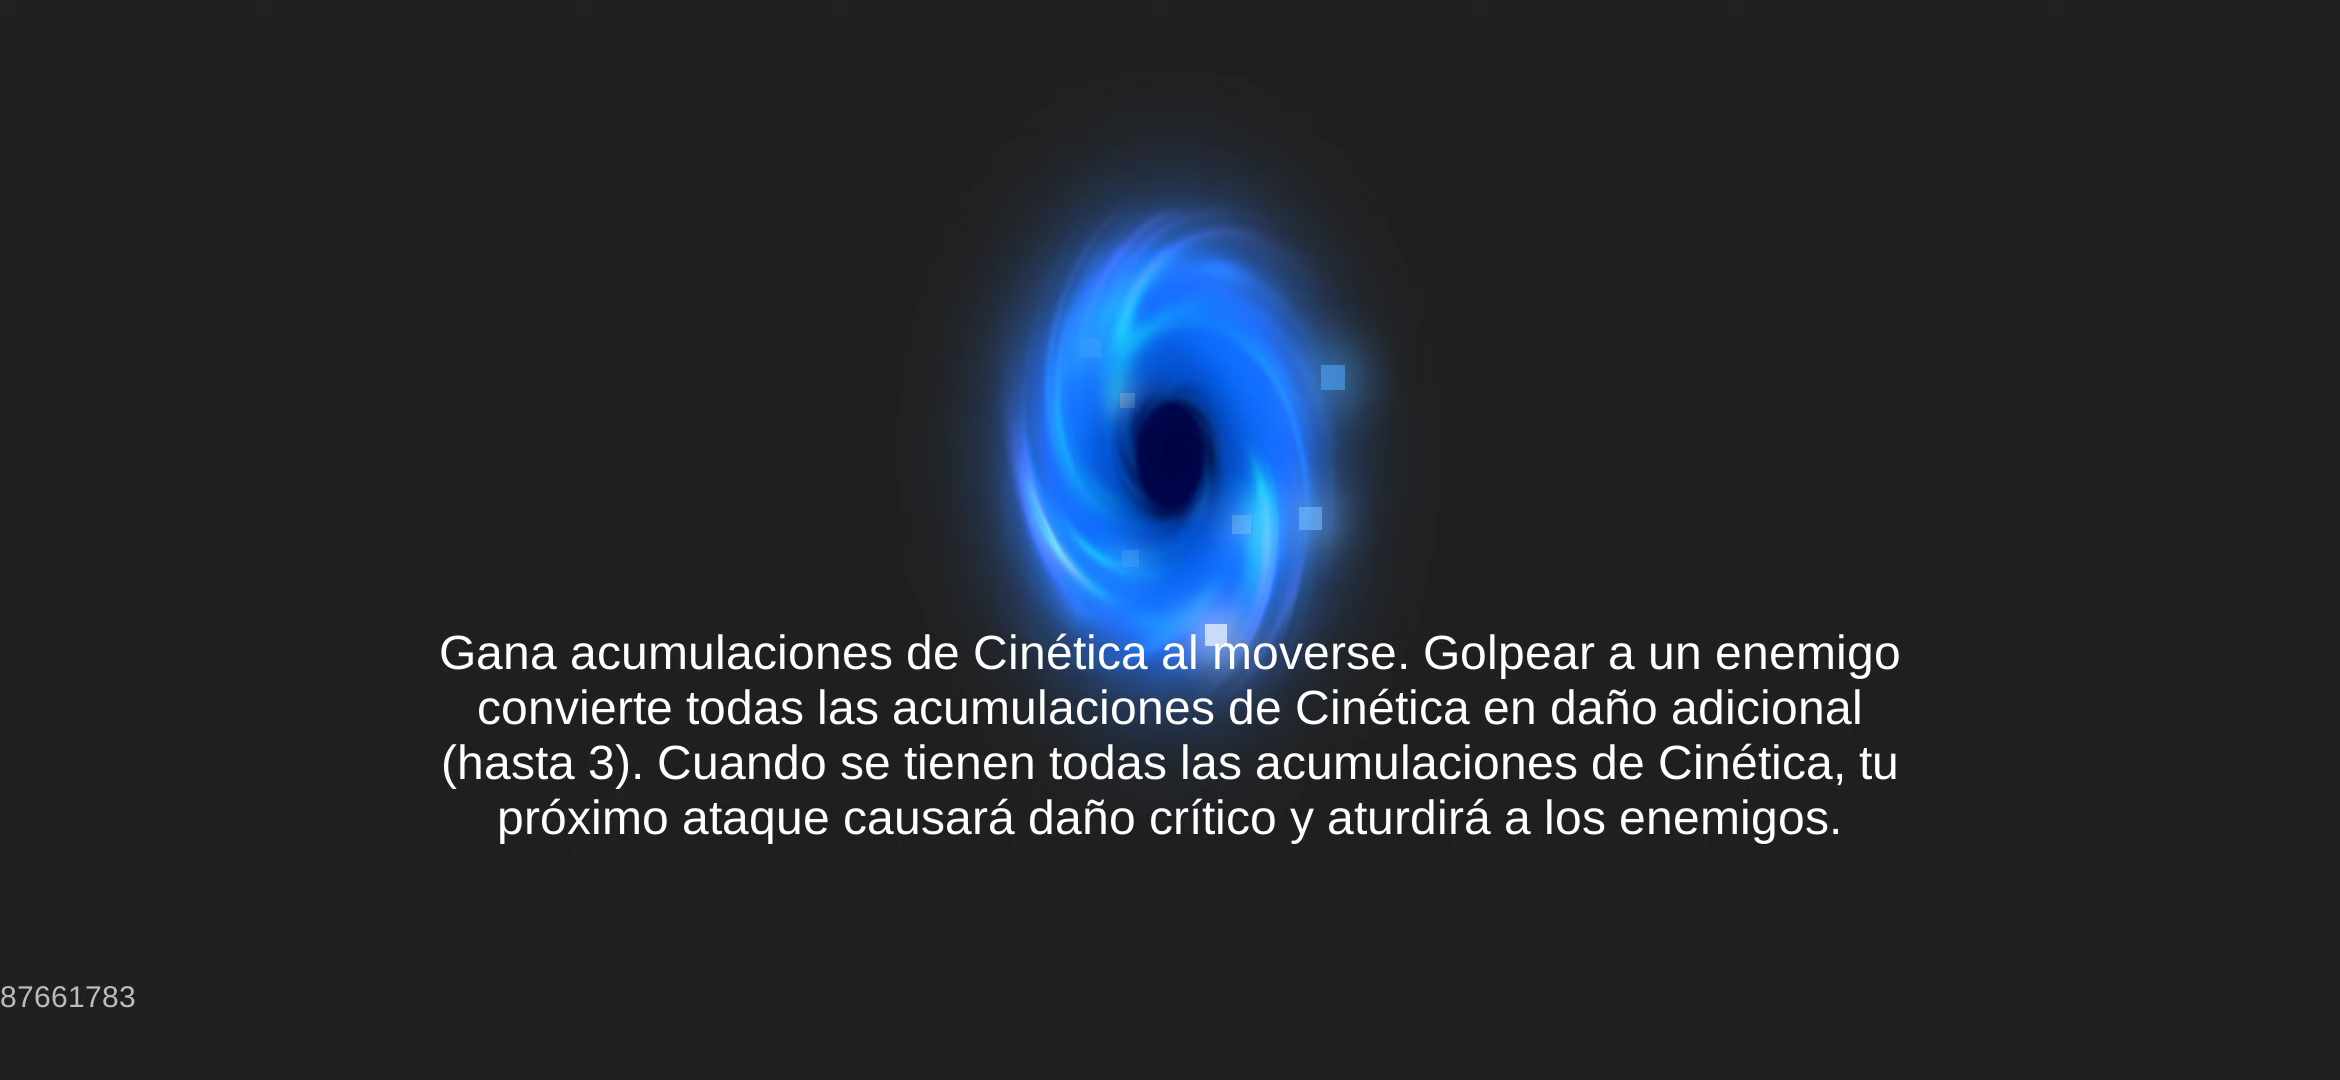 Gana acumulaciones de Cinética al moverse. Golpear a un enemigo
convierte todas las acumulaciones de Cinética en daño adicional
(hasta 3). Cuando se tienen todas las acumulaciones de Cinética, tu
próximo ataque causará daño crítico y aturdirá a los enemigos.
87661783